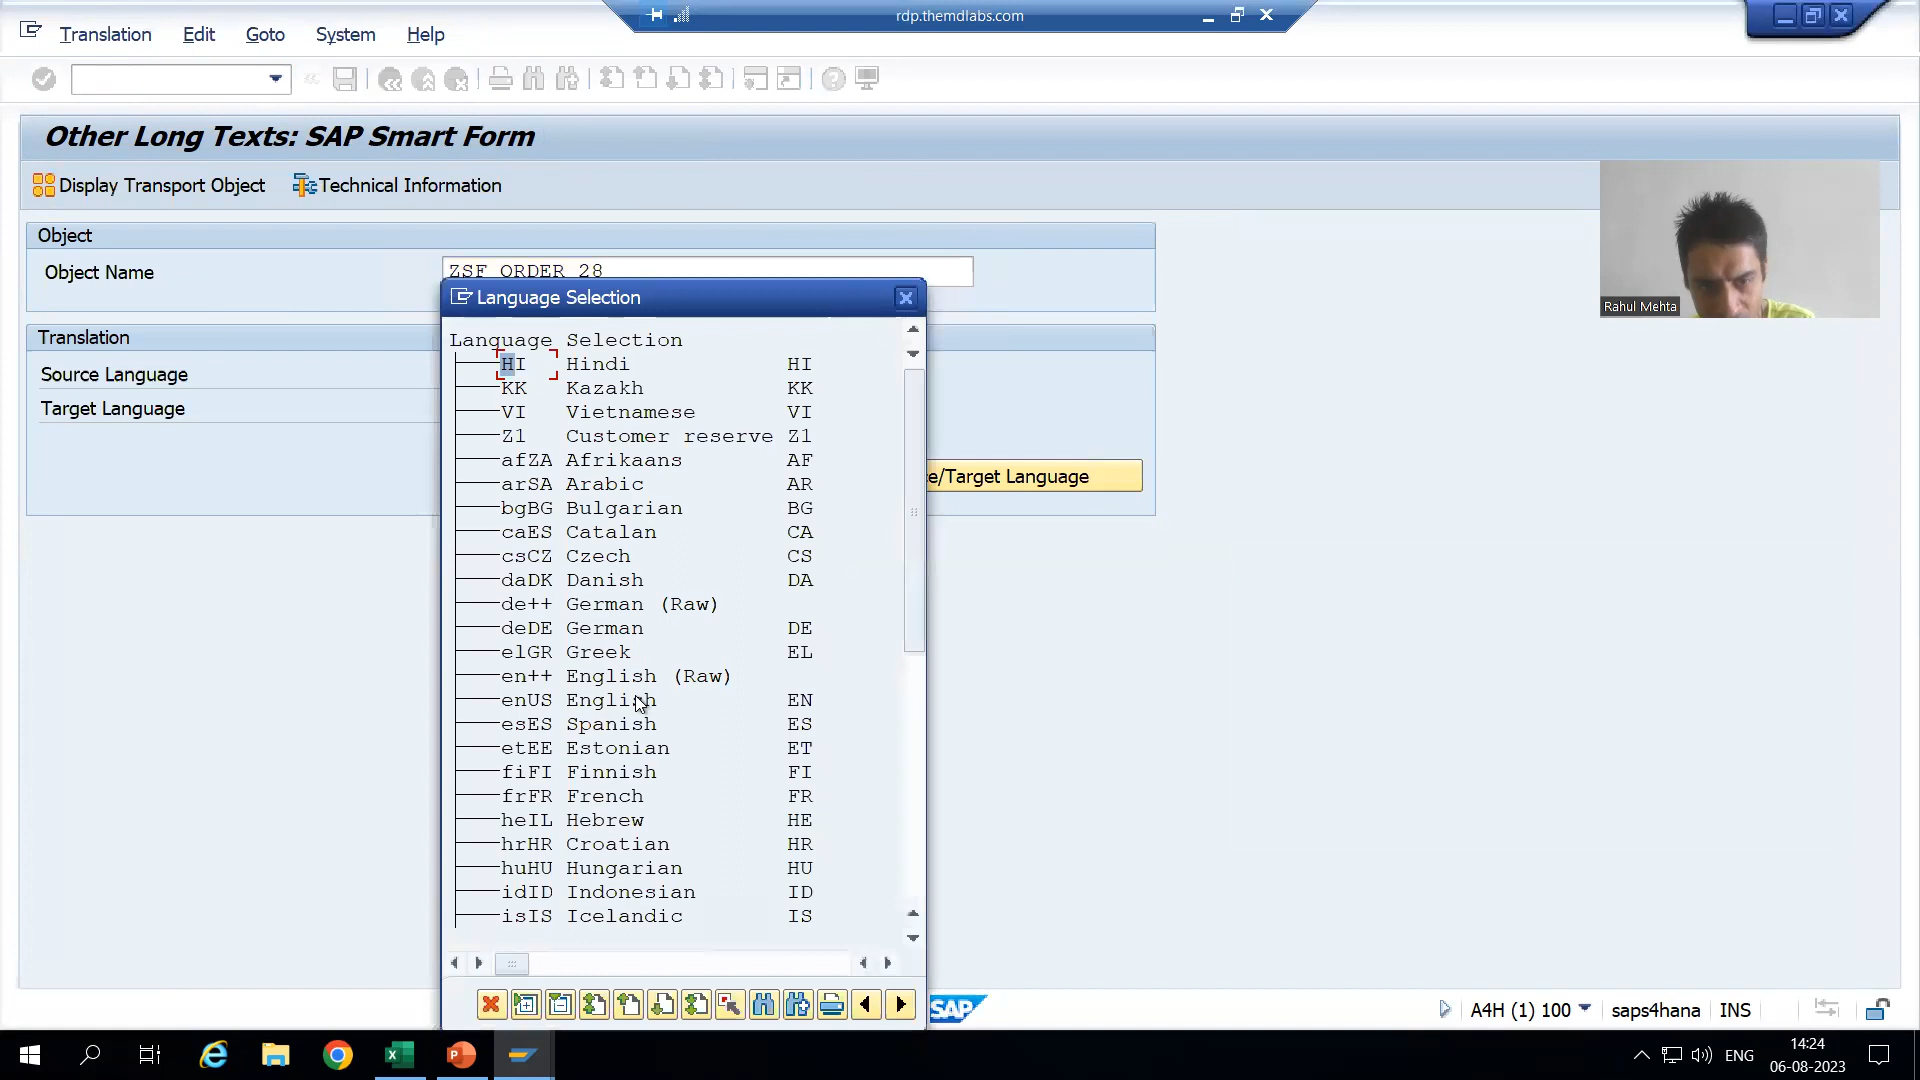 rdp.themdlabs.com
Translation Edit Goto System Help
Other Long Texts: SAP Smart Form
Display Transport Object Technical Information
Object
Object Name ZSF_ORDER_28
Translation
Source Language
Target Language
e/Target Language
Language Selection
Language Selection
HI Hindi HI
KK Kazakh KK
VI Vietnamese VI
Z1 Customer reserve Z1
afZA Afrikaans AF
arSA Arabic AR
bgBG Bulgarian BG
caES Catalan CA
csCZ Czech CS
daDK Danish DA
de++ German (Raw)
deDE German DE
elGR Greek EL
en++ English (Raw)
enUS English EN
esES Spanish ES
etEE Estonian ET
fiFI Finnish FI
frFR French FR
heIL Hebrew HE
hrHR Croatian HR
huHU Hungarian HU
idID Indonesian ID
isIS Icelandic IS
Rahul Mehta
SAP
A4H (1) 100 saps4hana INS
ENG
14:24
06-08-2023